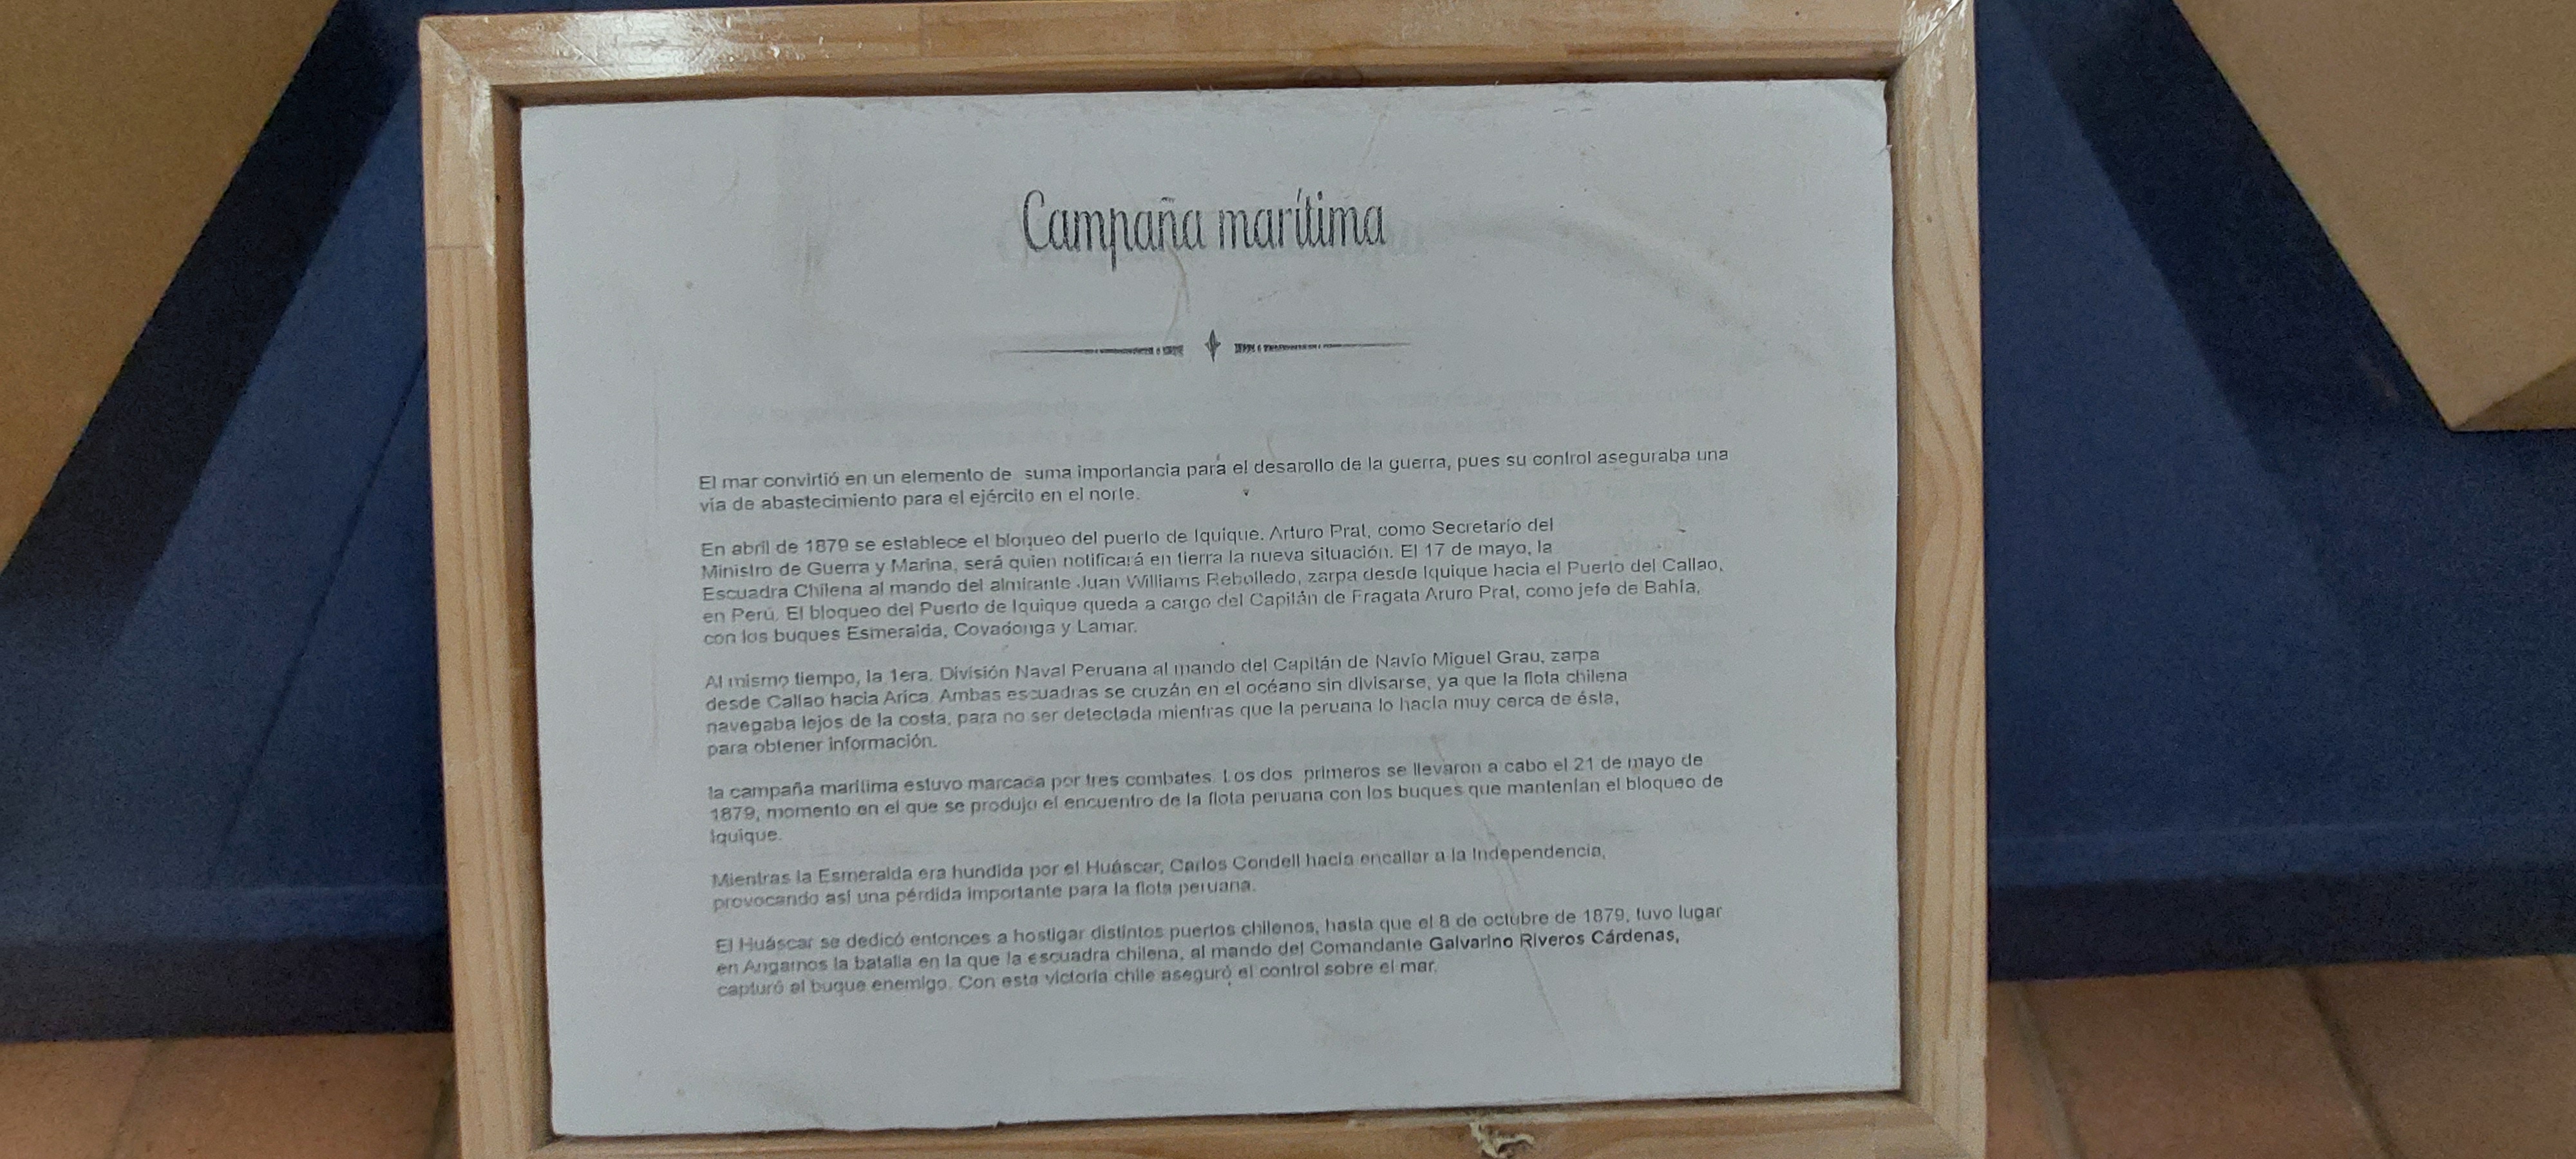 Campaña marítima
El mar convirtió en un elemento de suma importancia para el desarollo de la guerra, pues su control aseguraba una
vía de abastecimiento para el ejército en el norte.
En abril de 1879 se establece el bloqueo del puerto de Iquique. Arturo Prat, como Secretario del
Ministro de Guerra y Marina, será quien notificará en tierra la nueva situación. El 17 de mayo, la
Escuadra Chilena al mando del almirante Juan Williams Rebolledo, zarpa desde Iquique hacia el Puerto del Callao,
en Perú. El bloqueo del Puerto de Iquique queda a cargo del Capitán de Fragata Aruro Prat, como jefe de Bahía,
con los buques Esmeralda, Covadonga y Lamar.
Al mismo tiempo, la 1era. División Naval Peruana al mando del Capitán de Navío Miguel Grau, zarpa
desde Callao hacia Arica. Ambas escuadras se cruzán en el océano sin divisarse, ya que la flota chilena
navegaba lejos de la costa, para no ser detectada mientras que la peruana lo hacía muy cerca de ésta,
para obtener información.
la campaña marítima estuvo marcada por tres combates. Los dos primeros se llevaron a cabo el 21 de mayo de
1879, momento en el que se produjo el encuentro de la flota peruana con los buques que mantenían el bloqueo de
Iquique.
Mientras la Esmeralda era hundida por el Huáscar, Carlos Condell hacía encallar a la Independencia,
provocando así una pérdida importante para la flota peruana.
El Huáscar se dedicó entonces a hostigar distintos puertos chilenos, hasta que el 8 de octubre de 1879, tuvo lugar
en Angamos la batalla en la que la escuadra chilena, al mando del Comandante Galvarino Riveros Cárdenas,
capturó al buque enemigo. Con esta victoria chile aseguró el control sobre el mar.